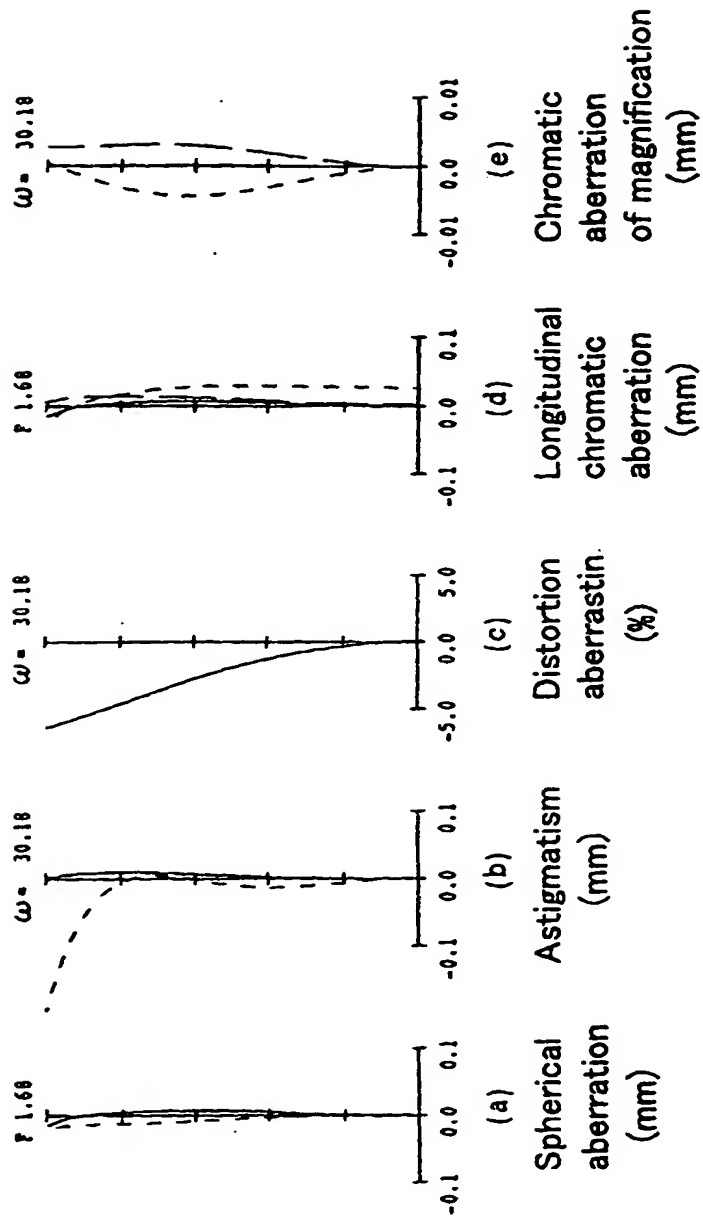 F 1.68
-0.1 0.0 0.1
(a)
Spherical
aberration
(mm)
ω= 30.18
-0.1 0.0 0.1
(b)
Astigmatism
(mm)
ω= 30.18
-5.0 0.0 5.0
(c)
Distortion
aberrastin.
(%)
F 1.68
-0.1 0.0 0.1
(d)
Longitudinal
chromatic
aberration
(mm)
ω= 30.18
-0.01 0.0 0.01
(e)
Chromatic
aberration
of magnification
(mm)